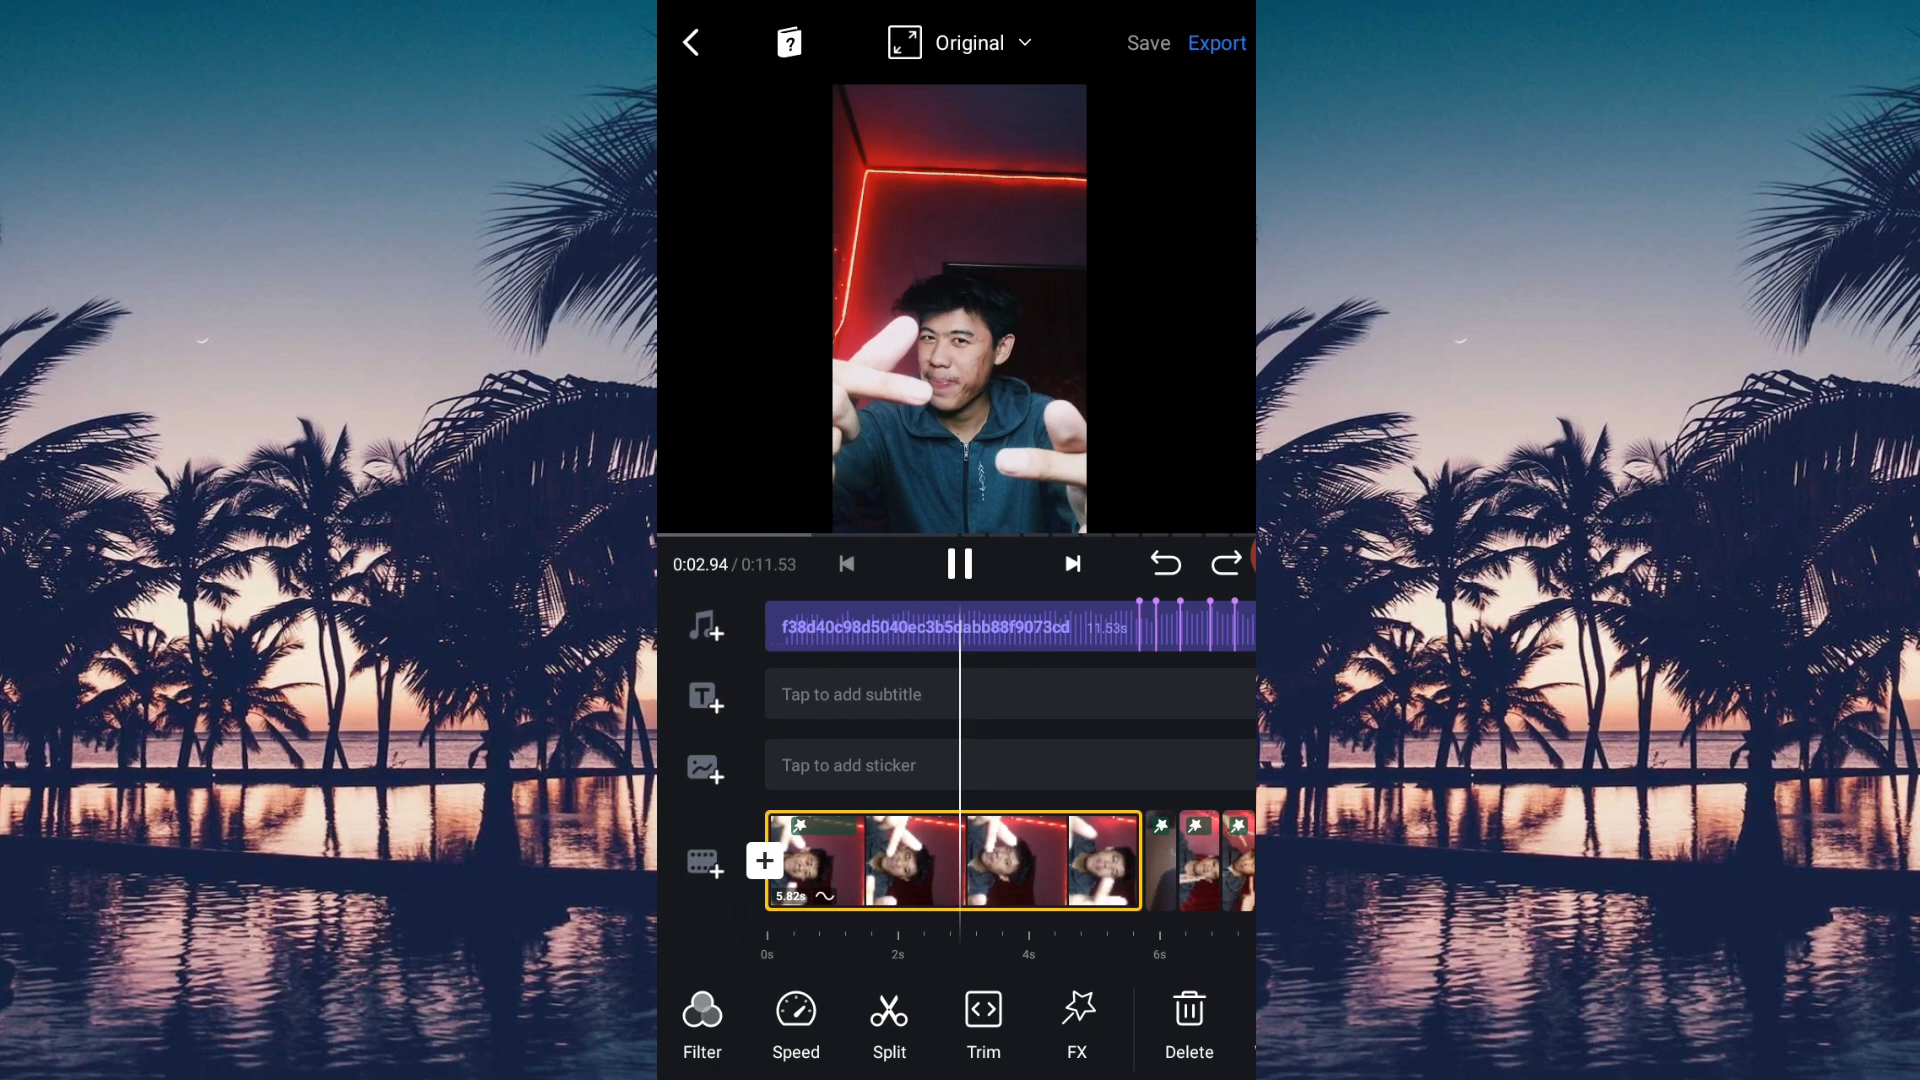 Original
Save Export
0:02.94 / 0:11.53
f38d40c98d5040ec3b5dabb88f9073cd 11.53s
Tap to add subtitle
Tap to add sticker
5.82s
0s 2s 4s 6s
Filter Speed Split Trim FX Delete